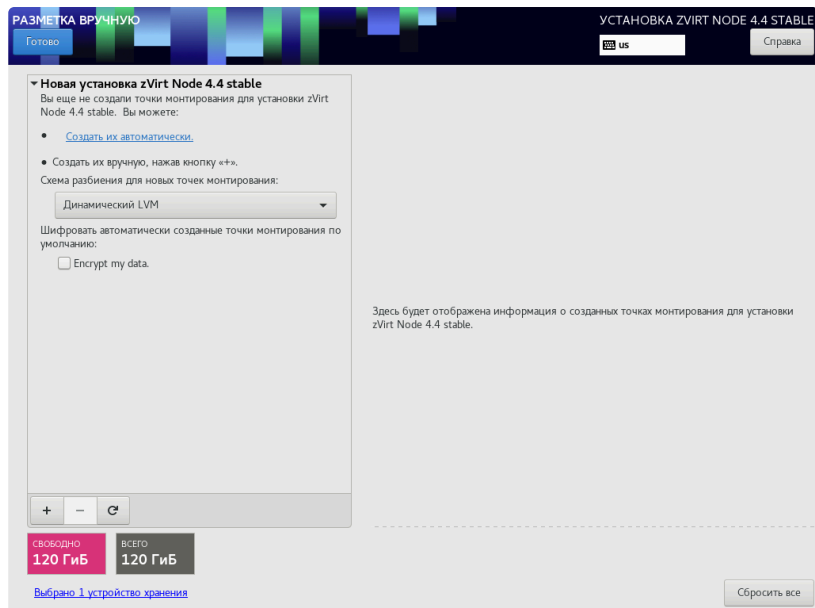 РАЗМЕТКА ВРУЧНУЮ
УСТАНОВКА ZVIRT NODE 4.4 STABLE
Готово
us
Справка
Новая установка zVirt Node 4.4 stable
Вы еще не создали точки монтирования для установки zVirt
Node 4.4 stable. Вы можете:
• Создать их автоматически.
• Создать их вручную, нажав кнопку «+».
Схема разбиения для новых точек монтирования:
Динамический LVM
Шифровать автоматически созданные точки монтирования по
умолчанию:
Encrypt my data.
Здесь будет отображена информация о созданных точках монтирования для установки
zVirt Node 4.4 stable.
+ −
СВОБОДНО
120 ГиБ
ВСЕГО
120 ГиБ
Выбрано 1 устройство хранения
Сбросить все